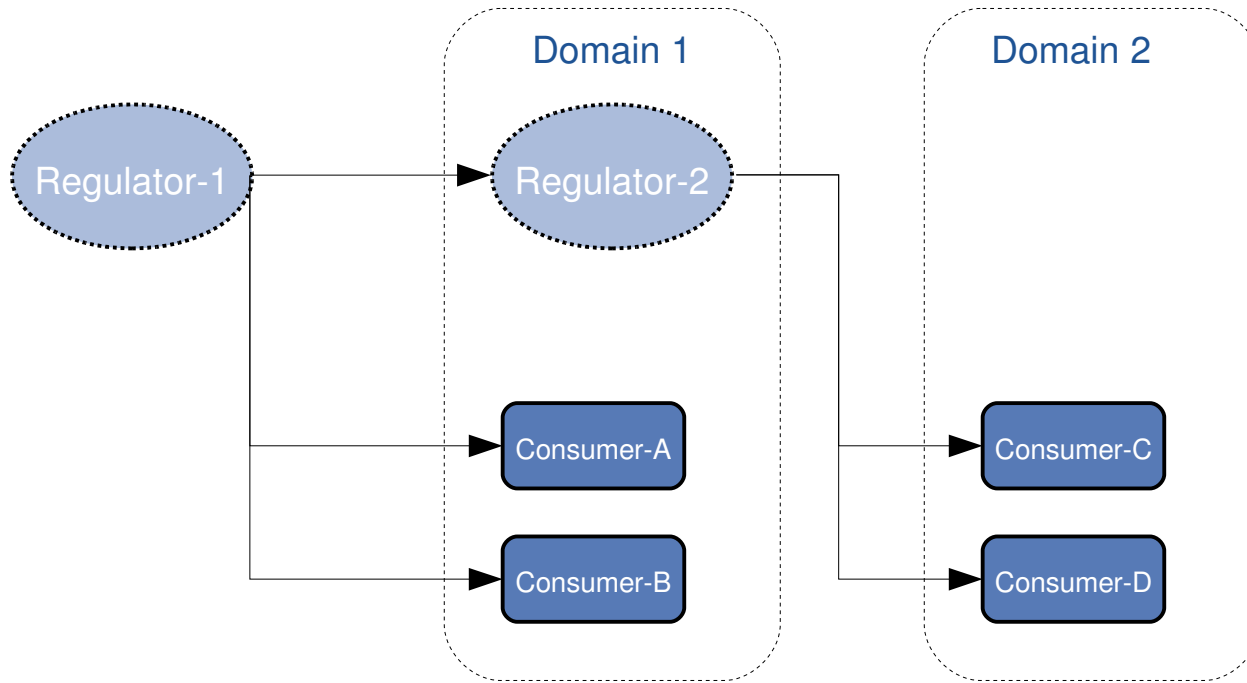 Domain 1
Domain 2
Regulator-1
Regulator-2
Consumer-A
Consumer-C
Consumer-B
Consumer-D